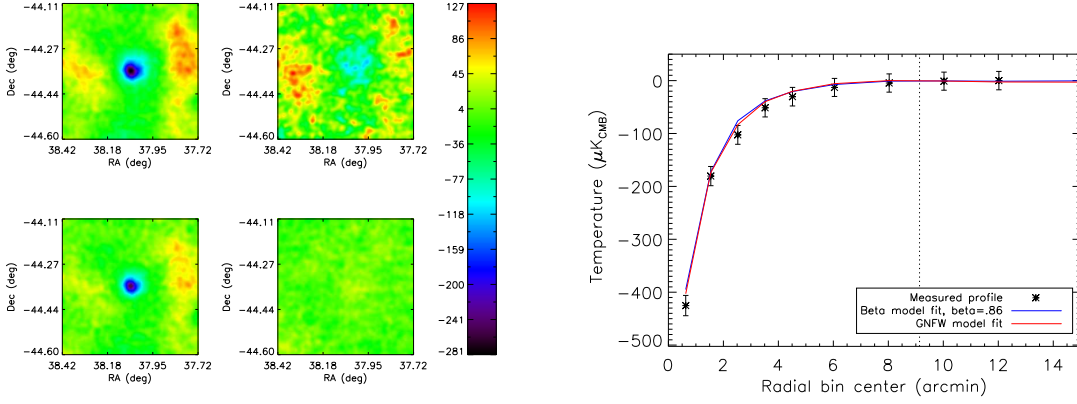 −44.11
−44.27
−44.44
−44.60
Dec (deg)
38.42 38.18 37.95 37.72
RA (deg)
−44.11
−44.27
−44.44
−44.60
Dec (deg)
38.42 38.18 37.95 37.72
RA (deg)
−44.11
−44.27
−44.44
−44.60
Dec (deg)
38.42 38.18 37.95 37.72
RA (deg)
−44.11
−44.27
−44.44
−44.60
Dec (deg)
38.42 38.18 37.95 37.72
RA (deg)
127
86
45
4
−36
−77
−118
−159
−200
−241
−281
0
−100
−200
−300
−400
−500
Temperature (μK_CMB)
Measured profile
Beta model fit, beta=.86
GNFW model fit
0 2 4 6 8 10 12 14
Radial bin center (arcmin)